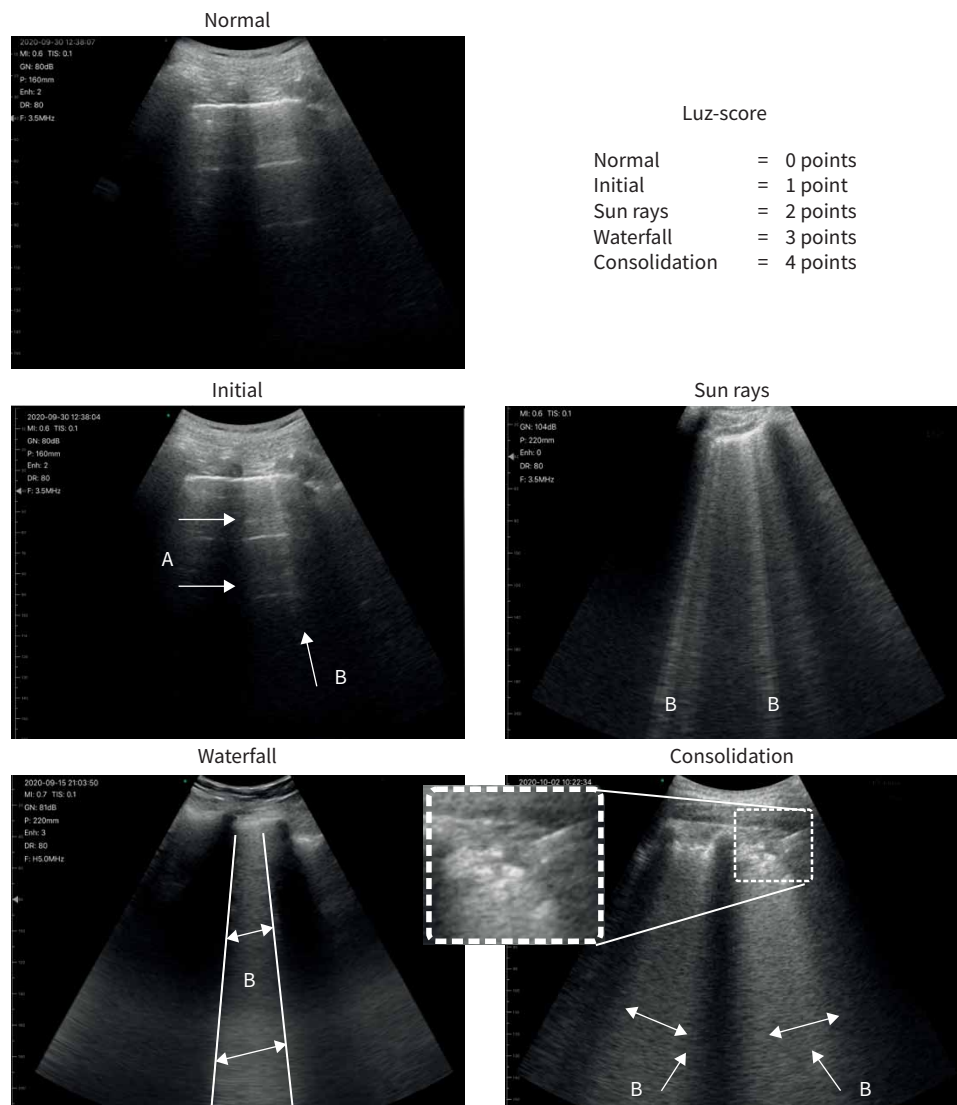 Normal
2020-09-30 12:38:07
MI: 0.6 TIS: 0.1
GN: 80dB
P: 160mm
Enh: 2
DR: 80
F: 3.5MHz
Luz-score
Normal = 0 points
Initial = 1 point
Sun rays = 2 points
Waterfall = 3 points
Consolidation = 4 points
Initial
2020-09-30 12:38:04
MI: 0.6 TIS: 0.1
GN: 80dB
P: 160mm
Enh: 2
DR: 80
F: 3.5MHz
A
B
Sun rays
MI: 0.6 TIS: 0.1
GN: 104dB
P: 220mm
Enh: 0
DR: 80
F: 3.5MHz
B B
Waterfall
2020-09-15 21:03:50
MI: 0.7 TIS: 0.1
GN: 81dB
P: 220mm
Enh: 3
DR: 80
F: H5.0MHz
B
Consolidation
2020-10-02 10:22:34
B B